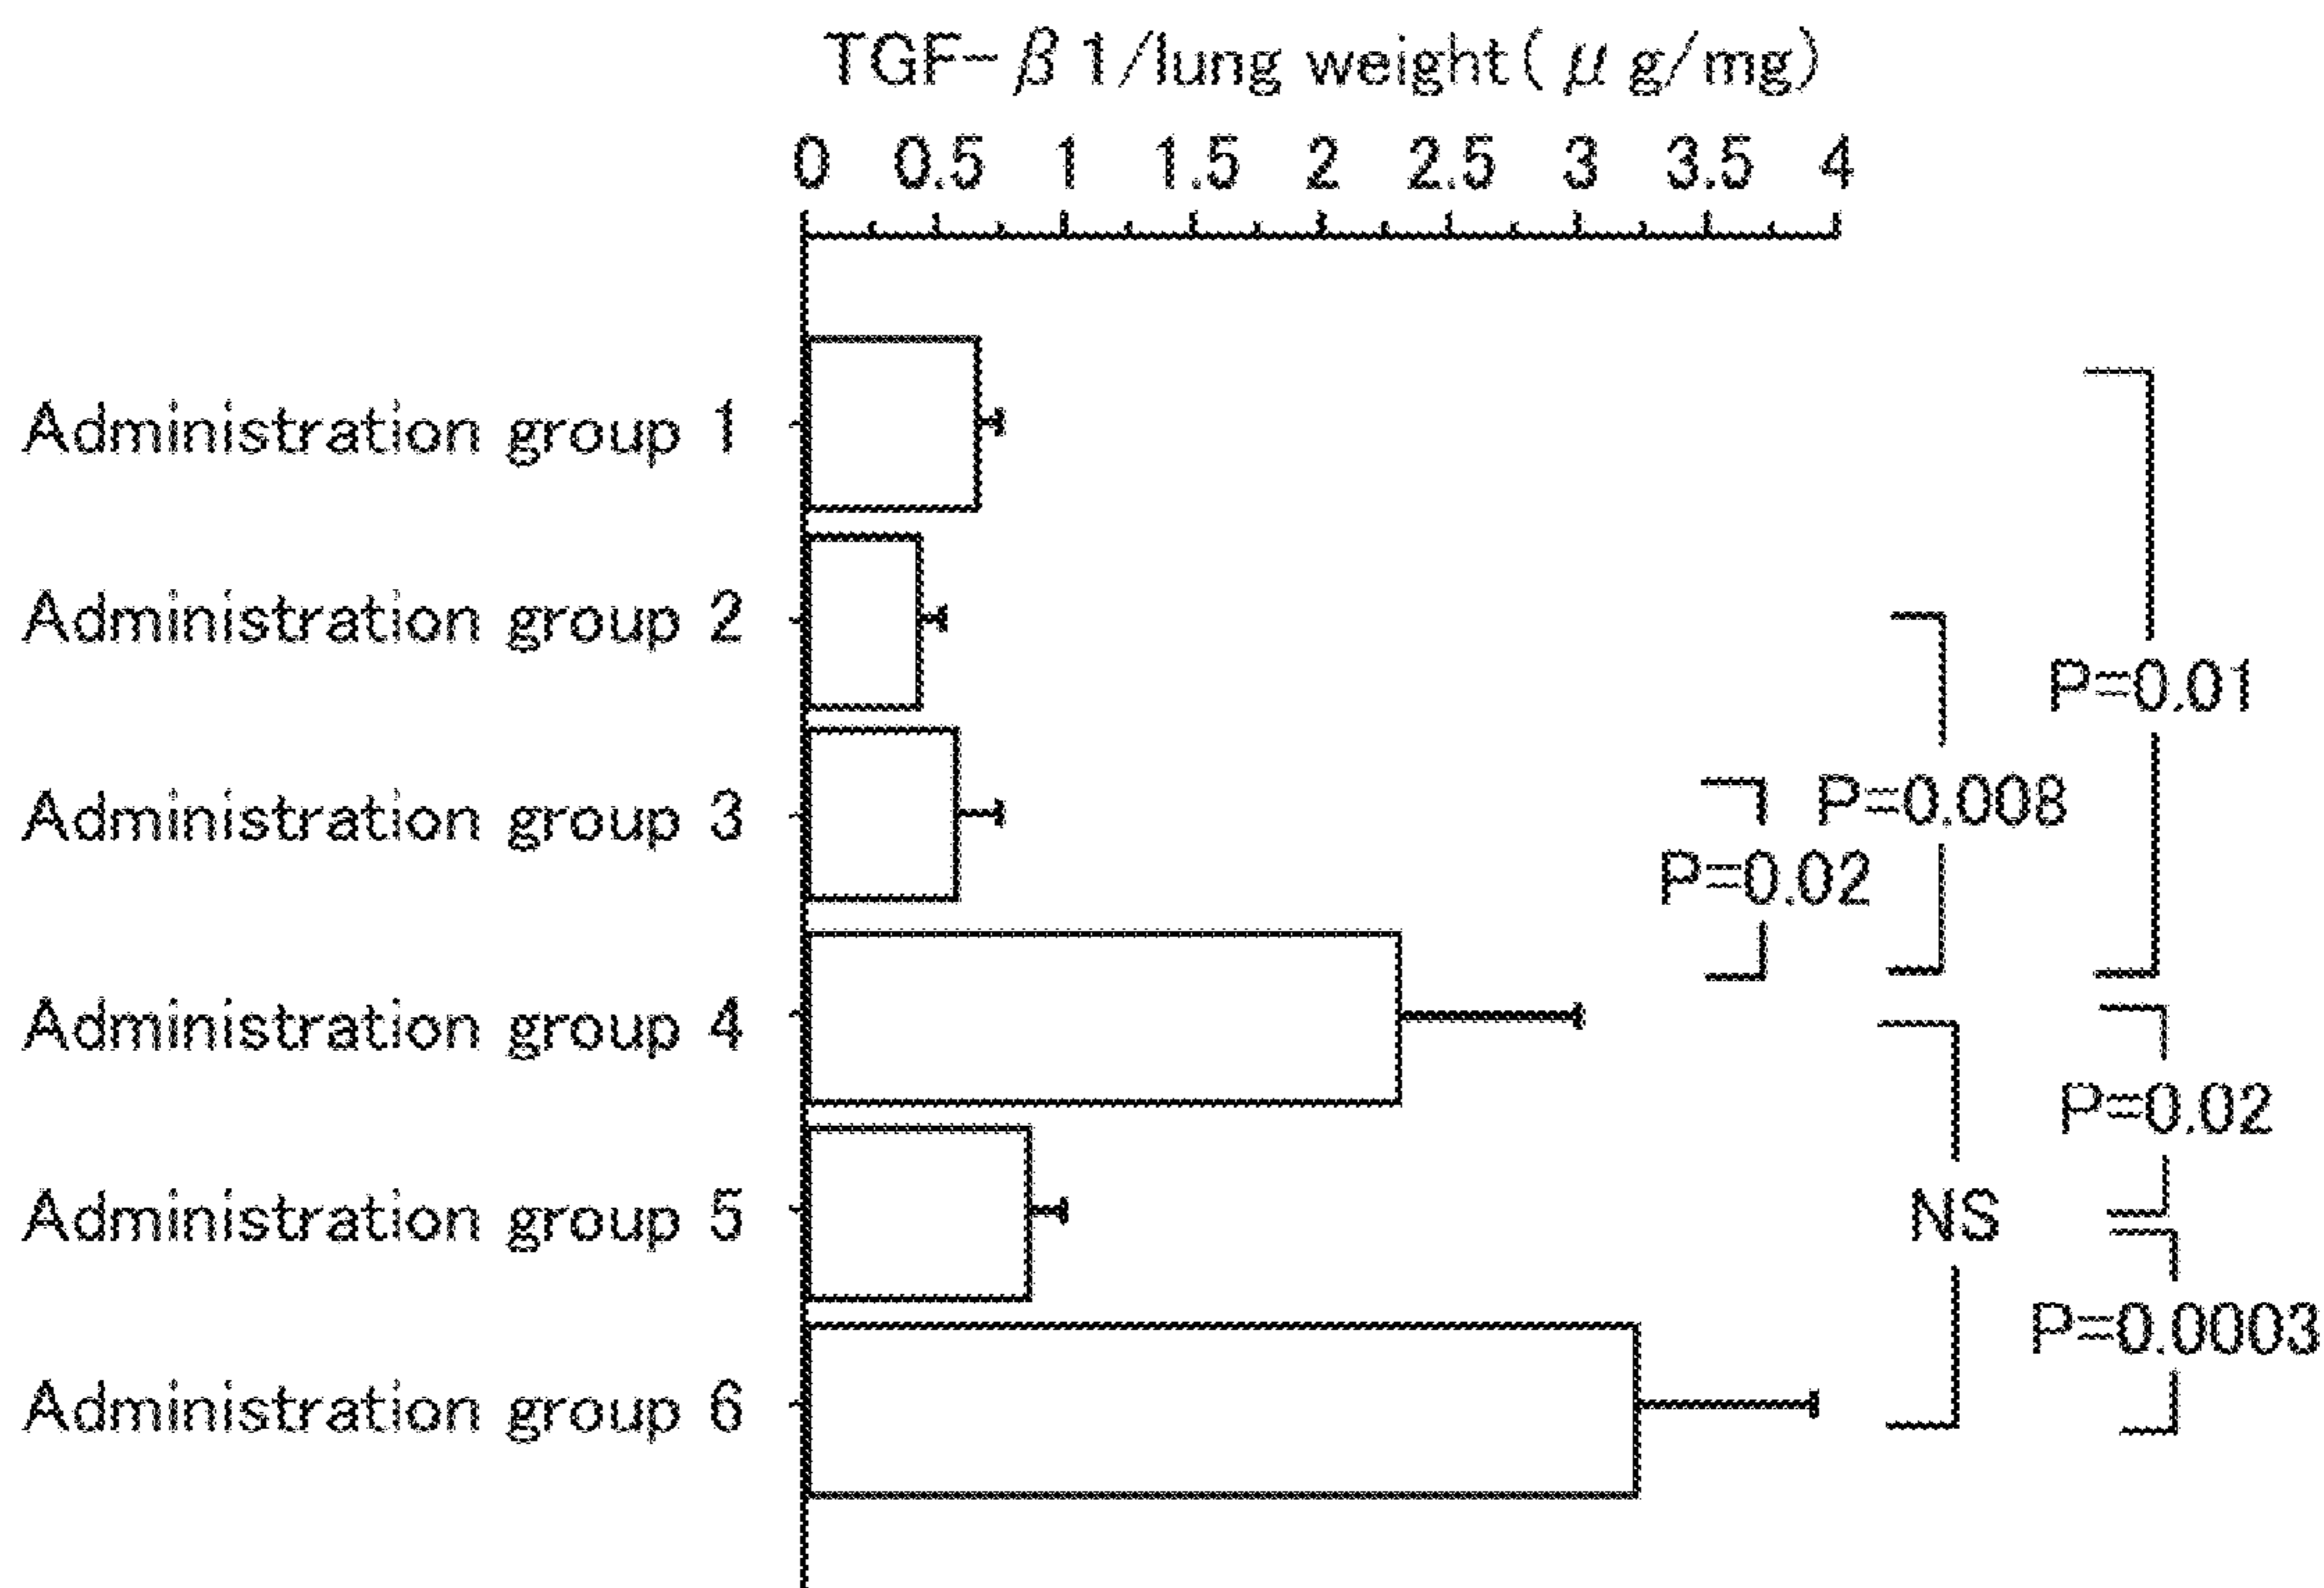 TGF-β1/lung weight(μg/mg)
0 0.5 1 1.5 2 2.5 3 3.5 4
Administration group 1
Administration group 2
P=0.01
Administration group 3
P=0.008
P=0.02
Administration group 4
P=0.02
Administration group 5
NS
P=0.0003
Administration group 6